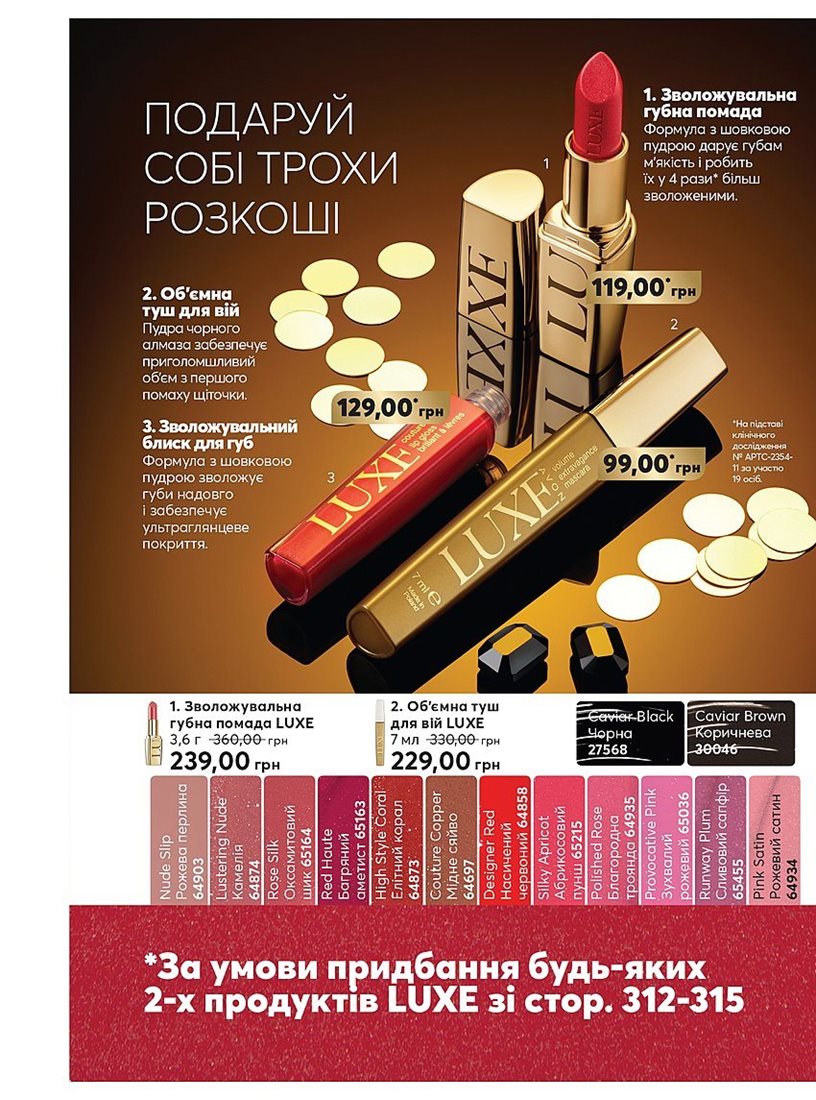 ПОДАРУЙ
СОБІ ТРОХИ
РОЗКОШІ
1. Зволожувальна
губна помада
Формула з шовковою
пудрою дарує губам
м'якість і робить
їх у 4 рази* більш
зволоженими.
1
LUXE
LUXE
LU
119,00* грн
2
2. Об'ємна
туш для вій
Пудра чорного
алмаза забезпечує
приголомшливий
об'єм з першого
помаху щіточки.
129,00* грн
3. Зволожувальний
блиск для губ
Формула з шовковою
пудрою зволожує
губи надовго
і забезпечує
ультраглянцеве
покриття.
3
LUXE
couture
lip gloss
brillant à lèvres
99,00* грн
LUXE
AVON
volume
extravagance
mascara
7 ml e
Made in
Poland
*На підставі
клінічного
дослідження
№ АРТС-2354-
11 за участю
19 осіб.
1. Зволожувальна
губна помада LUXE
3,6 г 360,00 грн
239,00 грн
2. Об'ємна туш
для вій LUXE
7 мл 330,00 грн
229,00 грн
Caviar Black
Чорна
27568
Caviar Brown
Коричнева
30046
Nude Slip
Рожева перлина
64903
Lustering Nude
Камелія
64874
Rose Silk
Оксамитовий
шик 65164
Red Haute
Багряний
аметист 65163
High Style Coral
Елітний корал
64873
Couture Copper
Мідне сяйво
64697
Designer Red
Насичений
червоний 64858
Silky Apricot
Абрикосовий
пунш 65215
Polished Rose
Благородна
троянда 64935
Provocative Pink
Зухвалий
рожевий 65036
Runway Plum
Сливовий сапфір
65455
Pink Satin
Рожевий сатин
64934
*За умови придбання будь-яких
2-х продуктів LUXE зі стор. 312-315